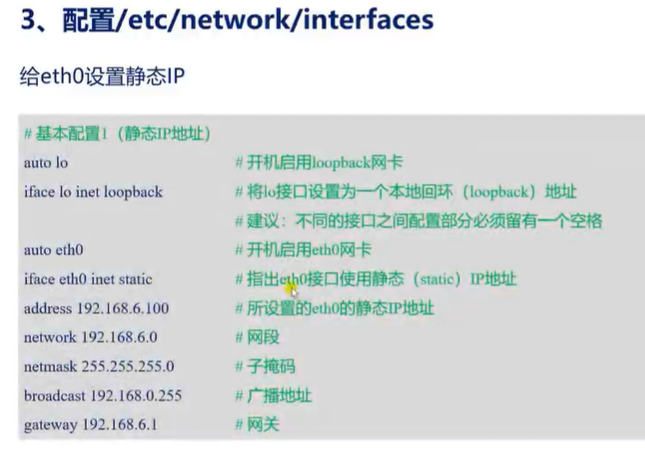 3、配置/etc/network/interfaces
给eth0设置静态IP
# 基本配置1（静态IP地址）
auto lo # 开机启用loopback网卡
iface lo inet loopback # 将lo接口设置为一个本地回环（loopback）地址
# 建议：不同的接口之间配置部分必须留有一个空格
auto eth0 # 开机启用eth0网卡
iface eth0 inet static # 指出eth0接口使用静态（static）IP地址
address 192.168.6.100 # 所设置的eth0的静态IP地址
network 192.168.6.0 # 网段
netmask 255.255.255.0 # 子掩码
broadcast 192.168.0.255 # 广播地址
gateway 192.168.6.1 # 网关